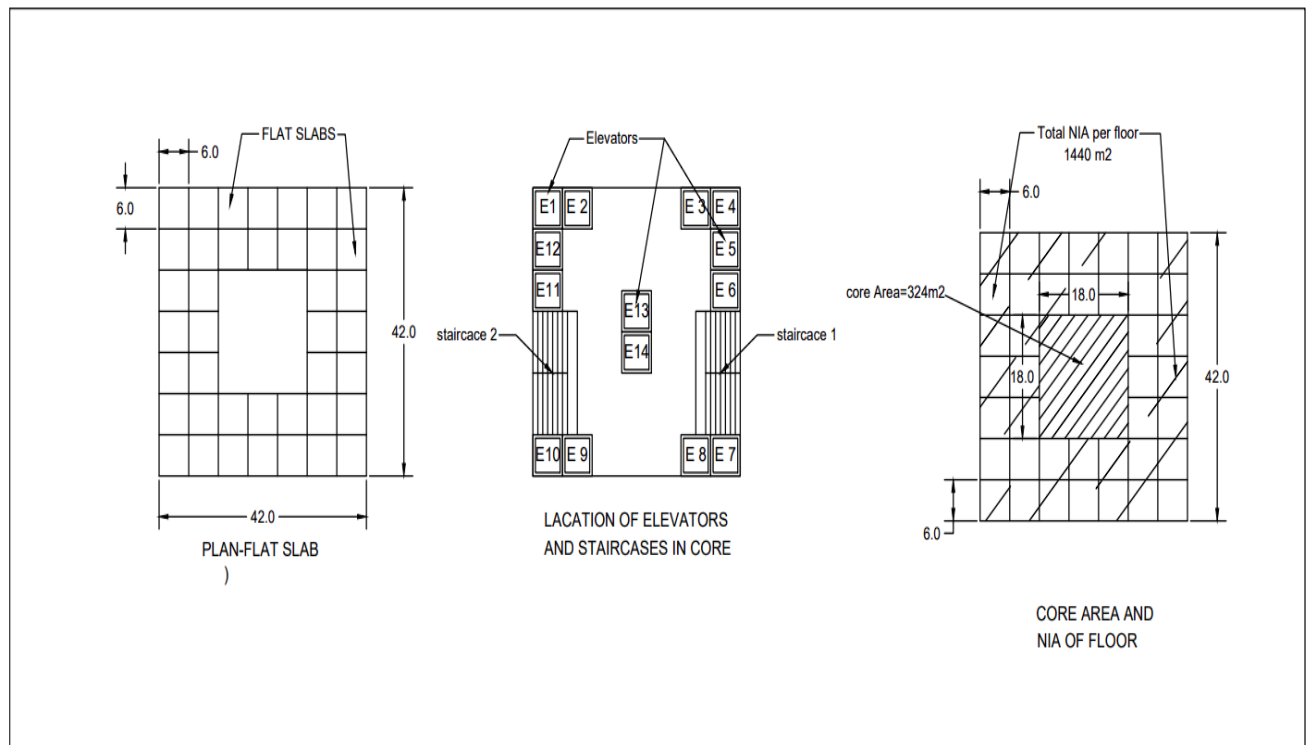 FLAT SLABS
6.0
6.0
42.0
42.0
PLAN-FLAT SLAB
)
Elevators
E1
E 2
E 3
E 4
E12
E 5
E11
E 6
E13
E14
staircace 2
staircace 1
E10
E 9
E 8
E 7
LACATION OF ELEVATORS
AND STAIRCASES IN CORE
Total NIA per floor
1440 m2
6.0
core Area=324m2
18.0
18.0
42.0
6.0
CORE AREA AND
NIA OF FLOOR